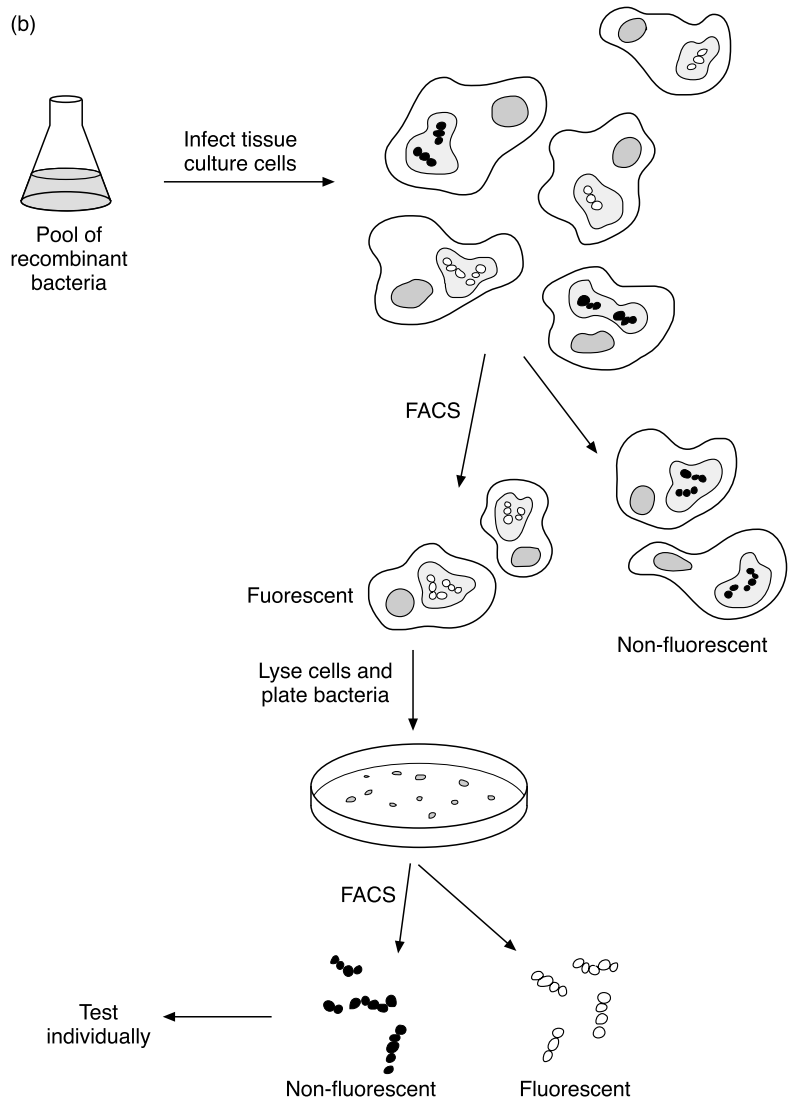 (b)
Infect tissue
culture cells
Pool of
recombinant
bacteria
FACS
Fuorescent
Non-fluorescent
Lyse cells and
plate bacteria
FACS
Test
individually
Non-fluorescent
Fluorescent